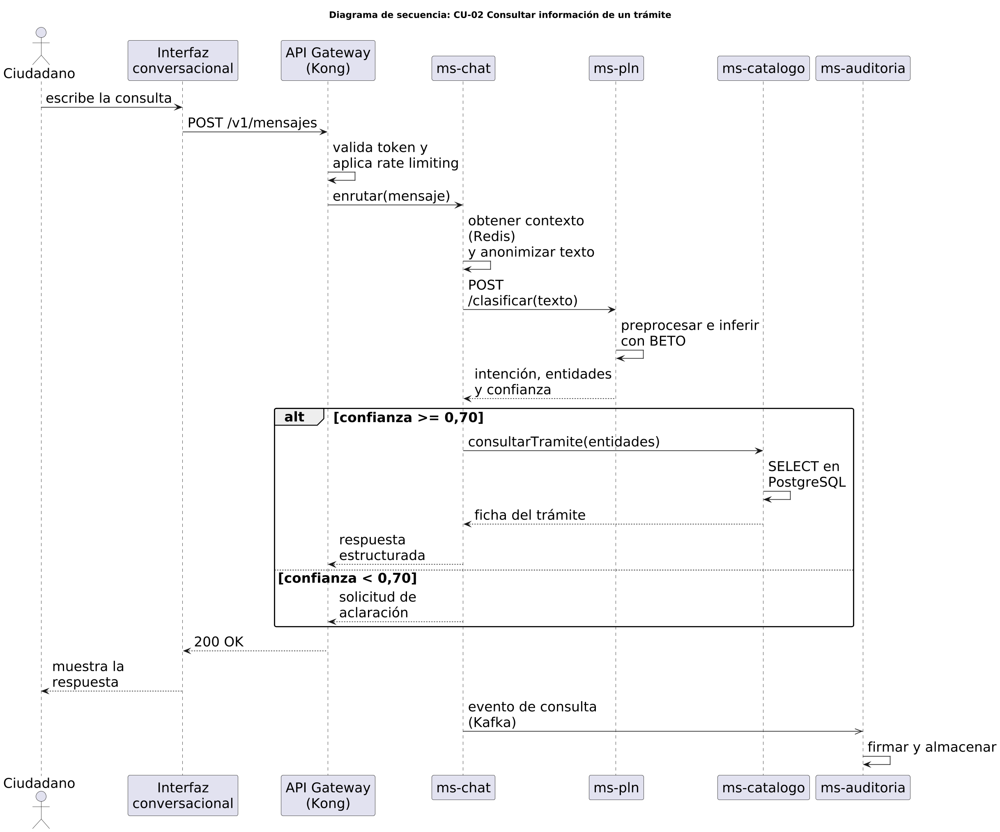 Diagrama de secuencia: CU-02 Consultar información de un trámite
Ciudadano
Interfaz
conversacional
API Gateway
(Kong)
ms-chat
ms-pln
ms-catalogo
ms-auditoria
escribe la consulta
POST /v1/mensajes
valida token y
aplica rate limiting
enrutar(mensaje)
obtener contexto
(Redis)
y anonimizar texto
POST
/clasificar(texto)
preprocesar e inferir
con BETO
intención, entidades
y confianza
alt
[confianza >= 0,70]
consultarTramite(entidades)
SELECT en
PostgreSQL
ficha del trámite
respuesta
estructurada
[confianza < 0,70]
solicitud de
aclaración
200 OK
muestra la
respuesta
evento de consulta
(Kafka)
firmar y almacenar
Ciudadano
Interfaz
conversacional
API Gateway
(Kong)
ms-chat
ms-pln
ms-catalogo
ms-auditoria